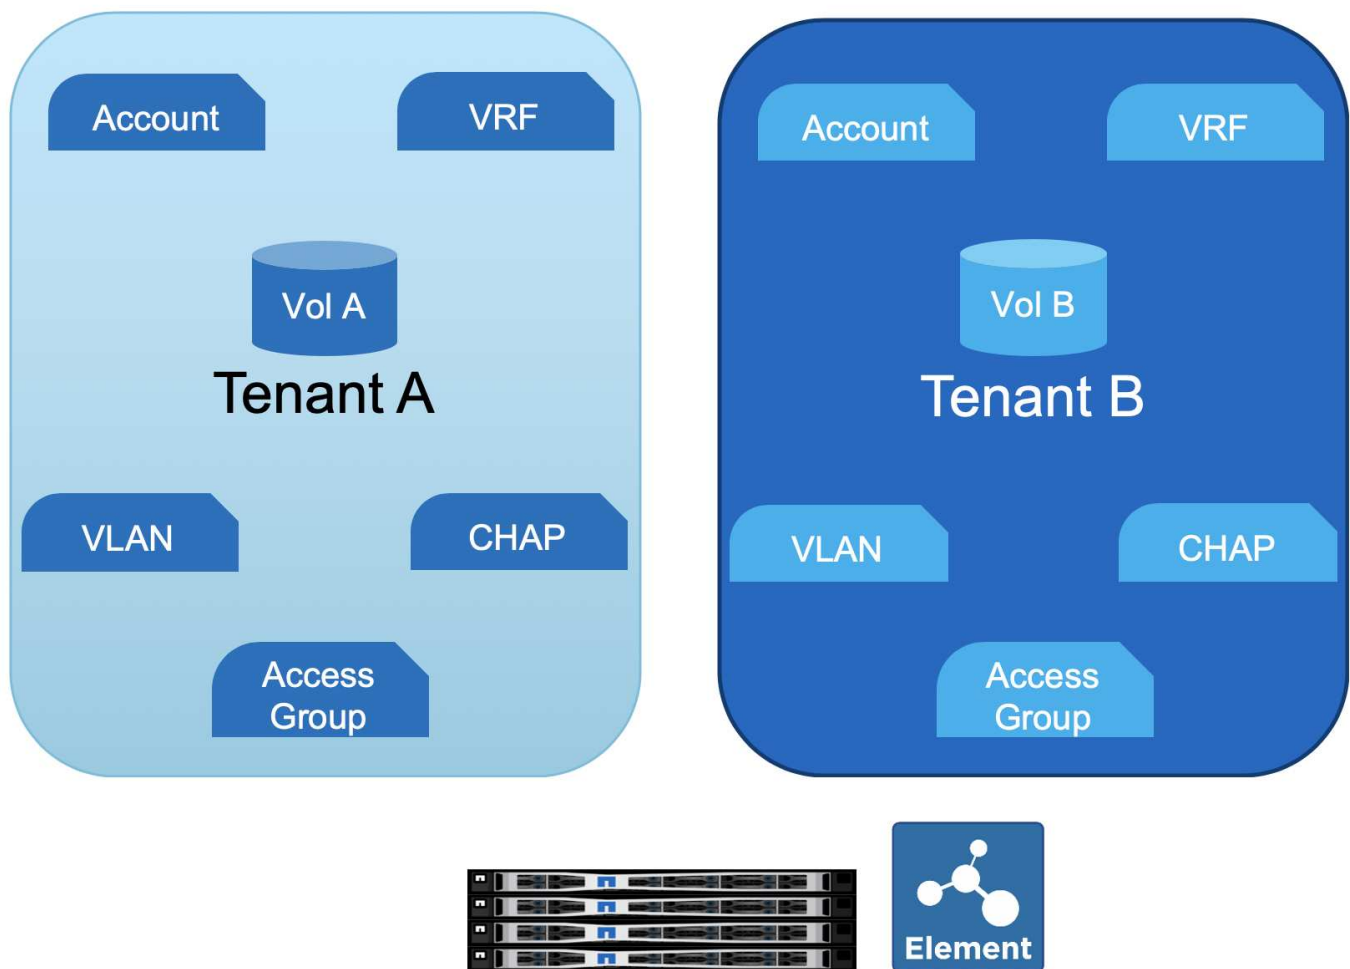 Account
VRF
Vol A
Tenant A
VLAN
CHAP
Access
Group
Account
VRF
Vol B
Tenant B
VLAN
CHAP
Access
Group
Element